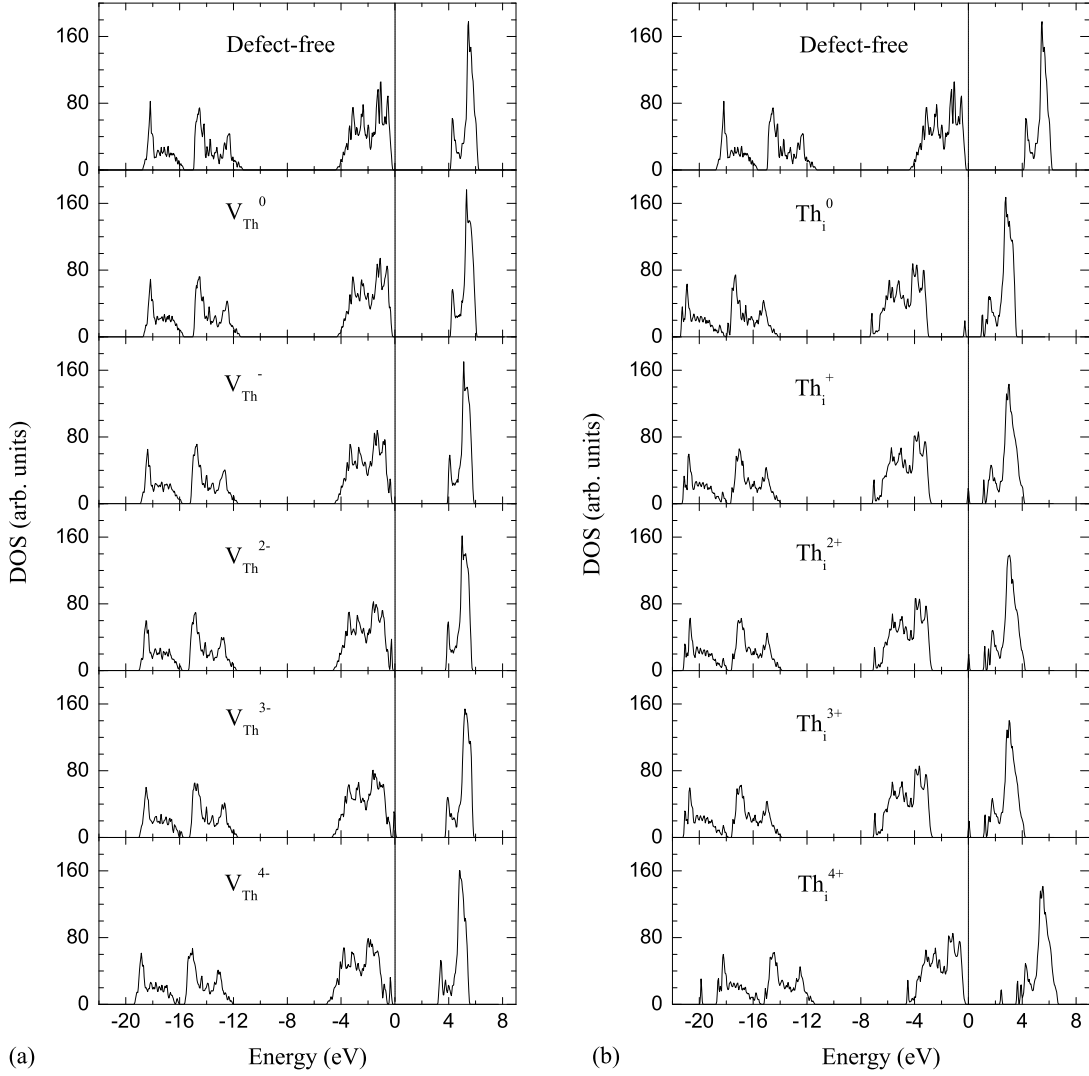 Defect-free
160
80
0
V_Th^0
160
80
0
V_Th^-
160
80
0
V_Th^2-
160
80
0
V_Th^3-
160
80
0
V_Th^4-
160
80
0
-20 -16 -12 -8 -4 0 4 8
DOS (arb. units)
(a) Energy (eV)
Defect-free
160
80
0
Th_i^0
160
80
0
Th_i^+
160
80
0
Th_i^2+
160
80
0
Th_i^3+
160
80
0
Th_i^4+
160
80
0
-20 -16 -12 -8 -4 0 4 8
DOS (arb. units)
(b) Energy (eV)